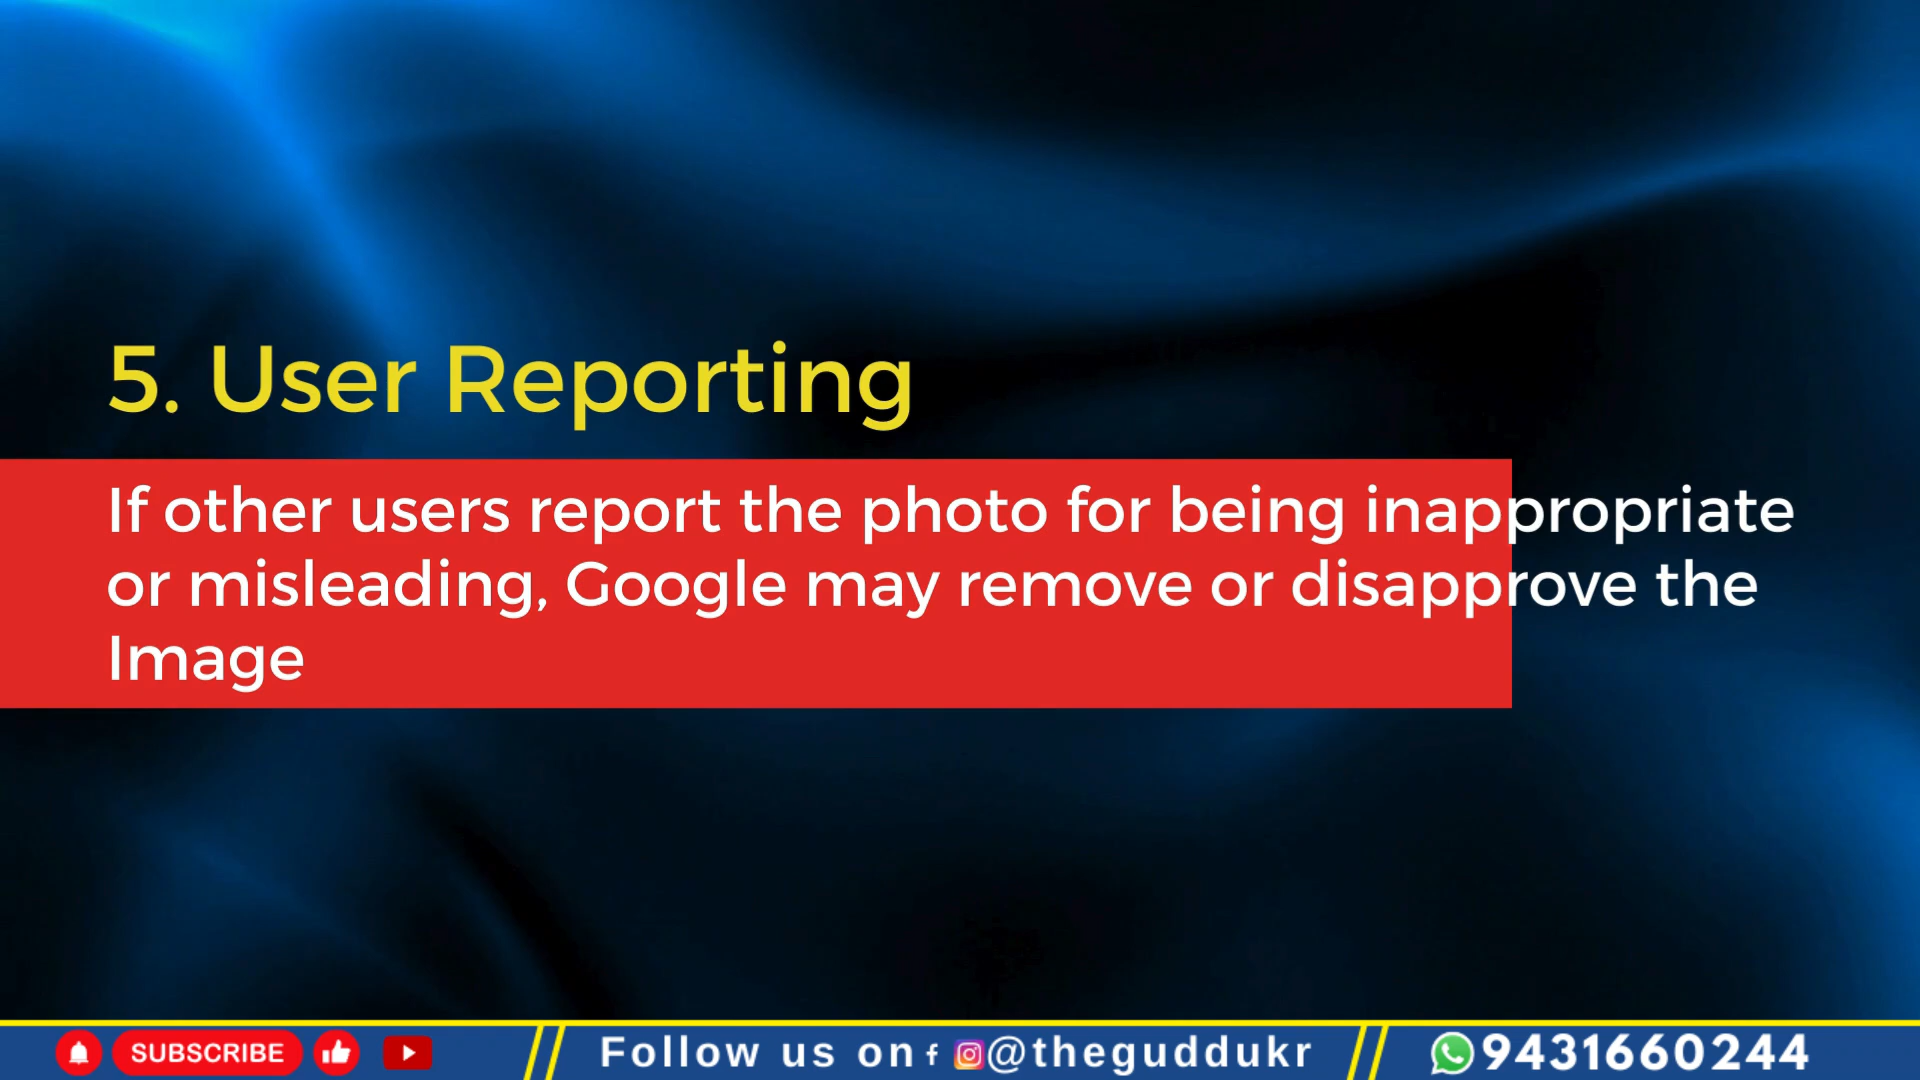 5. User Reporting
If other users report the photo for being inappropriate
or misleading, Google may remove or disapprove the
Image
SUBSCRIBE
Follow us on f @theguddukr
9431660244